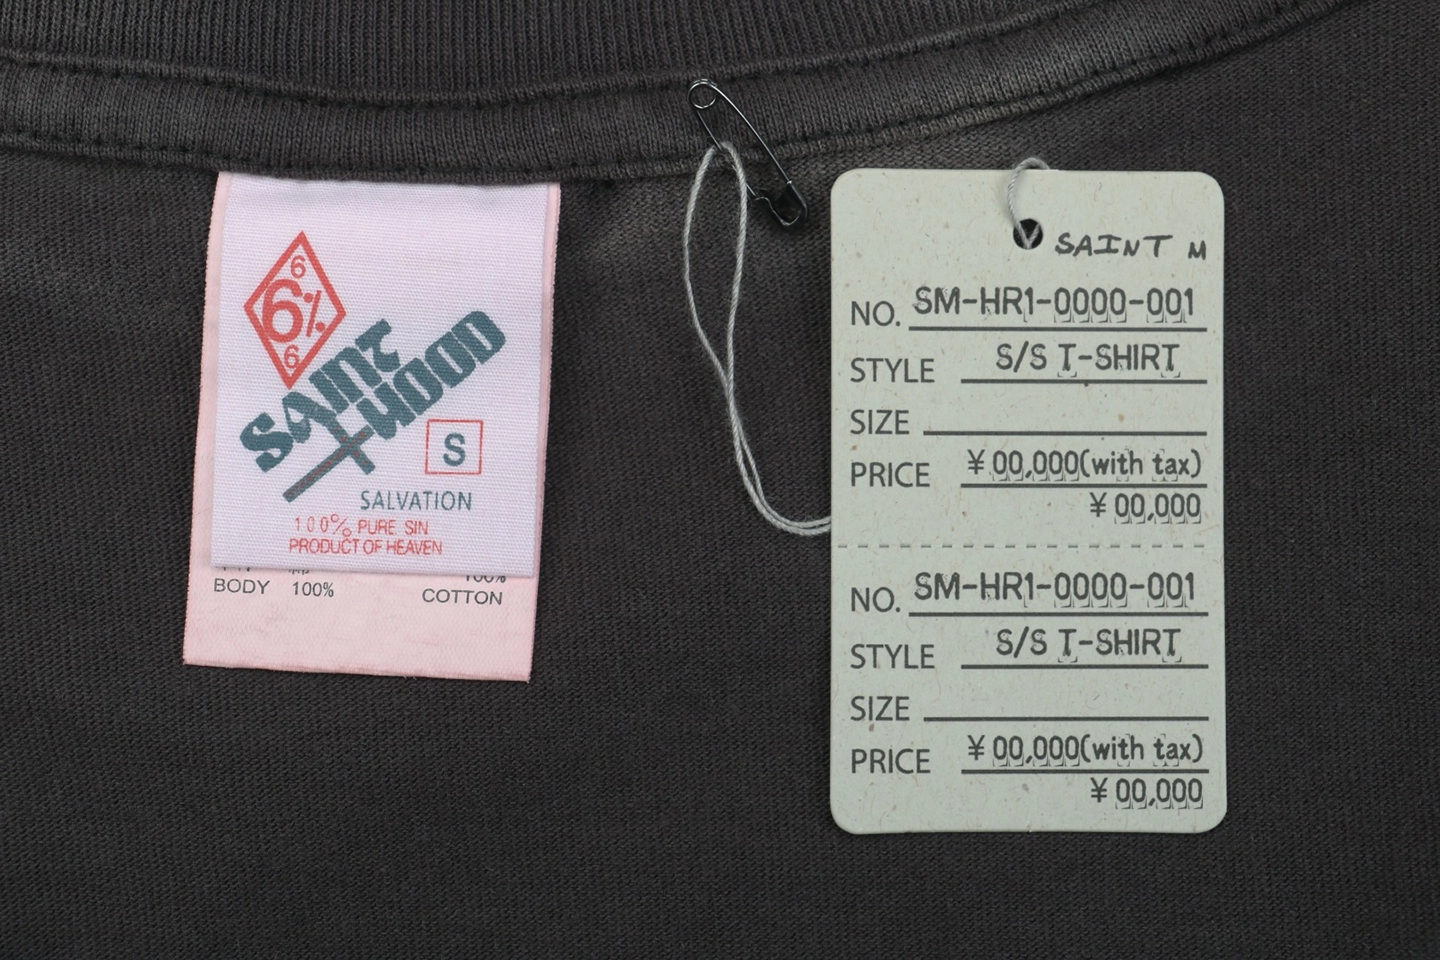 6
6%
6
SAINT
HOOD
S
SALVATION
100% PURE SIN
PRODUCT OF HEAVEN
100%
BODY 100% COTTON
SAINT M
NO. SM-HR1-0000-001
STYLE S/S T-SHIRT
SIZE
PRICE ¥00,000(with tax)
¥00,000
NO. SM-HR1-0000-001
STYLE S/S T-SHIRT
SIZE
PRICE ¥00,000(with tax)
¥00,000